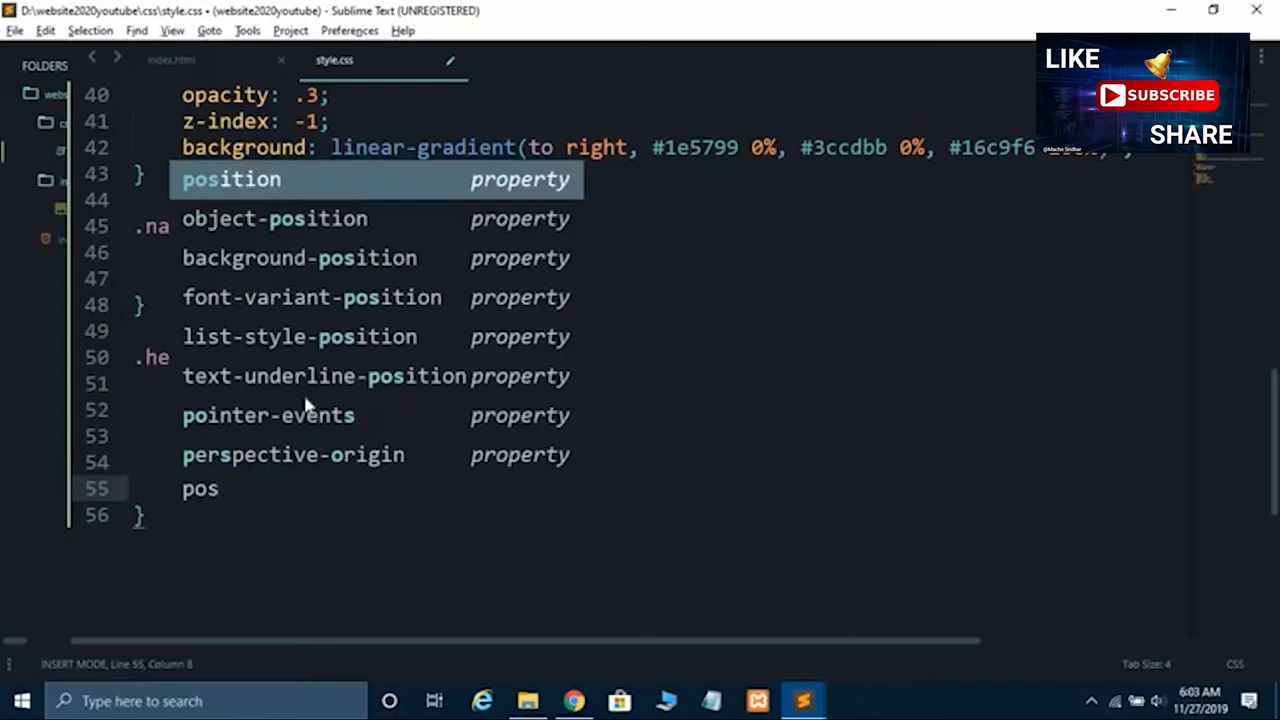 D:\website2020youtube\css\style.css • (website2020youtube) - Sublime Text (UNREGISTERED)
File Edit Selection Find View Goto Tools Project Preferences Help
FOLDERS
index.html
style.css
LIKE
SUBSCRIBE
SHARE
@Macha Sridhar
webs
40 opacity: .3;
41 z-index: -1;
42 background: linear-gradient(to right, #1e5799 0%, #3ccdbb 0%, #16c9f6
43 }
position property
44
object-position property
45 .na
46 background-position property
47
font-variant-position property
48 }
49 list-style-position property
50 .he
51 text-underline-position property
52 pointer-events property
53
54 perspective-origin property
55 pos
56 }
INSERT MODE, Line 55, Column 8
Tab Size: 4
CSS
Type here to search
6:03 AM
11/27/2019